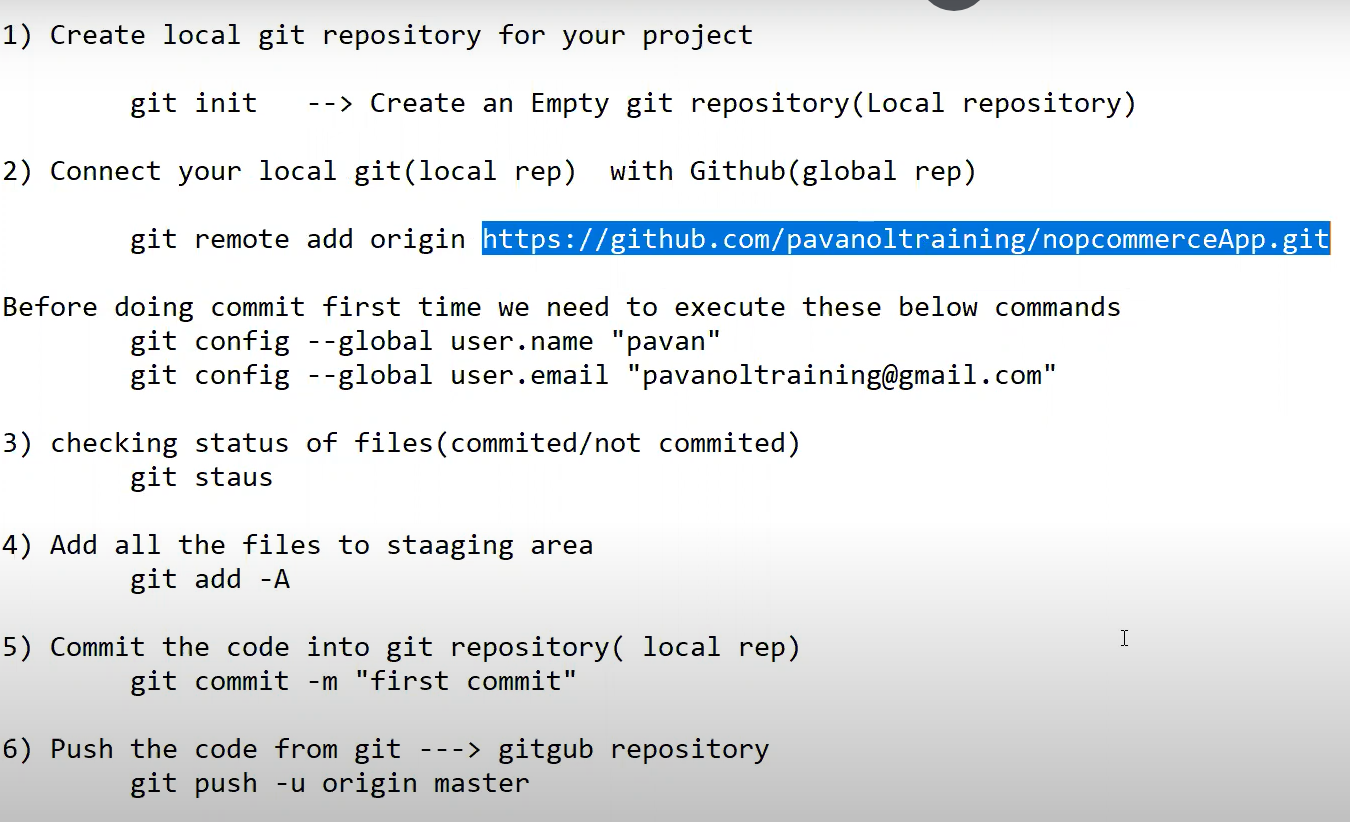 1) Create local git repository for your project
git init --> Create an Empty git repository(Local repository)
2) Connect your local git(local rep) with Github(global rep)
git remote add origin https://github.com/pavanoltraining/nopcommerceApp.git
Before doing commit first time we need to execute these below commands
git config --global user.name "pavan"
git config --global user.email "pavanoltraining@gmail.com"
3) checking status of files(commited/not commited)
git staus
4) Add all the files to staaging area
git add -A
5) Commit the code into git repository( local rep)
git commit -m "first commit"
6) Push the code from git ---> gitgub repository
git push -u origin master